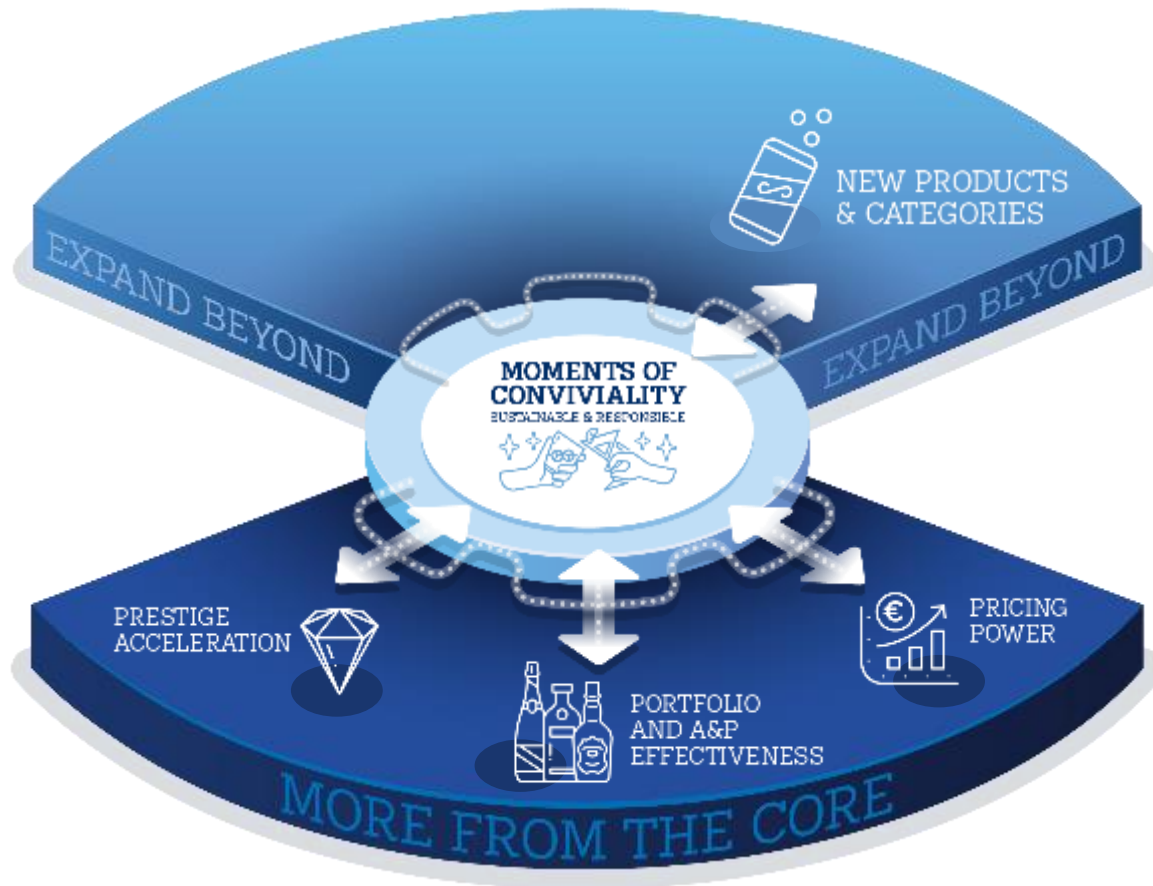 NEW PRODUCTS
& CATEGORIES
EXPAND BEYOND
EXPAND BEYOND
MOMENTS OF
CONVIVIALITY
SUSTAINABLE & RESPONSIBLE
PRESTIGE
ACCELERATION
€
PRICING
POWER
PORTFOLIO
AND A&P
EFFECTIVENESS
MORE FROM THE CORE